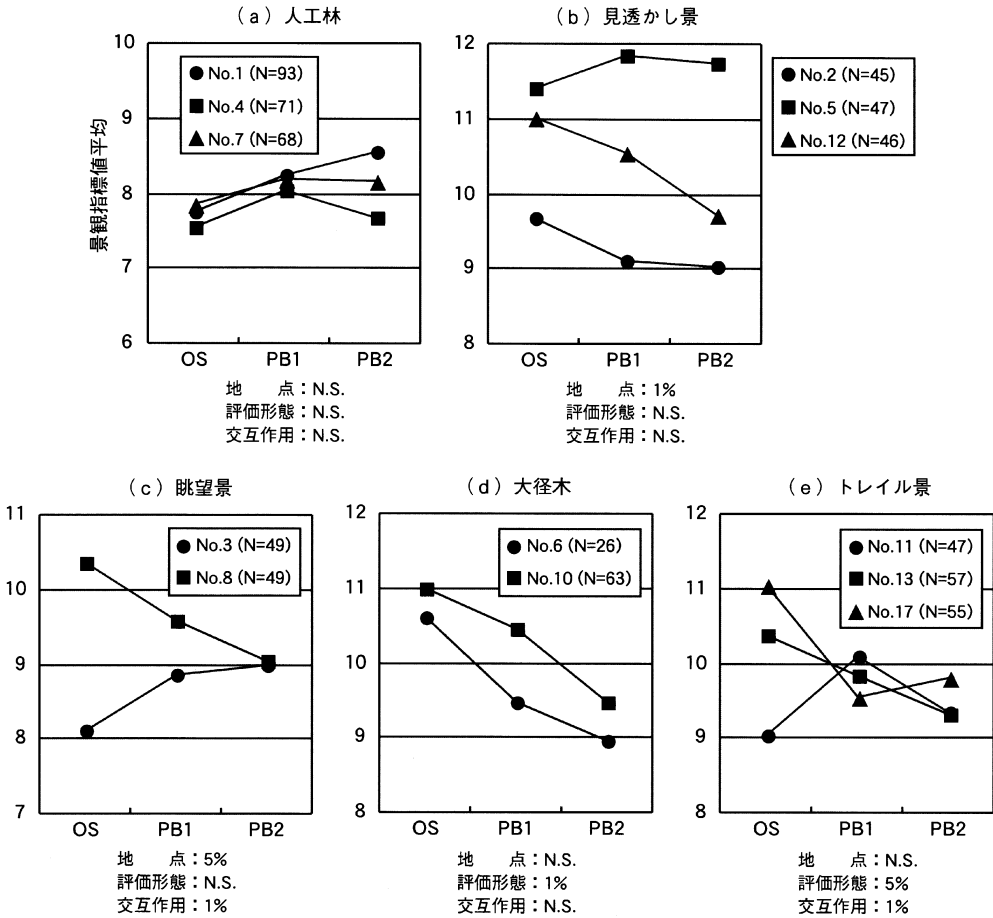 (a)人工林
10
9
8
7
6
景観指標値平均
No.1 (N=93)
No.4 (N=71)
No.7 (N=68)
OS PB1 PB2
地 点：N.S.
評価形態：N.S.
交互作用：N.S.
(b)見透かし景
12
11
10
9
8
No.2 (N=45)
No.5 (N=47)
No.12 (N=46)
OS PB1 PB2
地 点：1%
評価形態：N.S.
交互作用：N.S.
(c)眺望景
11
10
9
8
7
No.3 (N=49)
No.8 (N=49)
OS PB1 PB2
地 点：5%
評価形態：N.S.
交互作用：1%
(d)大径木
12
11
10
9
8
No.6 (N=26)
No.10 (N=63)
OS PB1 PB2
地 点：N.S.
評価形態：1%
交互作用：N.S.
(e)トレイル景
12
11
10
9
8
No.11 (N=47)
No.13 (N=57)
No.17 (N=55)
OS PB1 PB2
地 点：N.S.
評価形態：5%
交互作用：1%